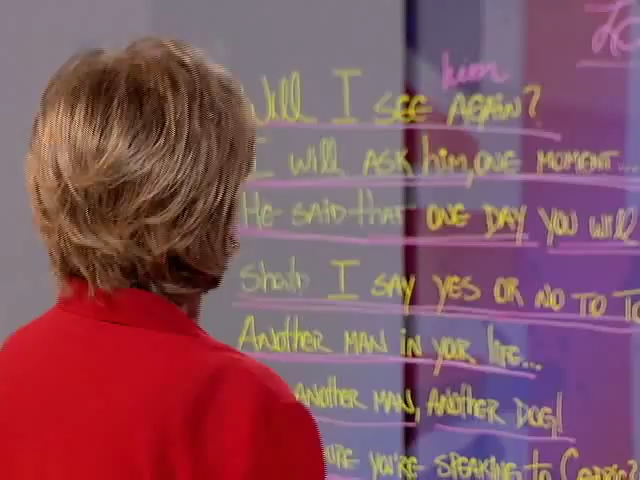 him
Will I SEE AGAIN?
I will ASK him, ONE MOMENT...
HE SAID that ONE DAY YOU WILL
Should I SAY YES OR NO TO
ANOTHER MAN IN YOUR life...
ANOTHER MAN, ANOTHER DOG!
YOU'RE SPEAKING to